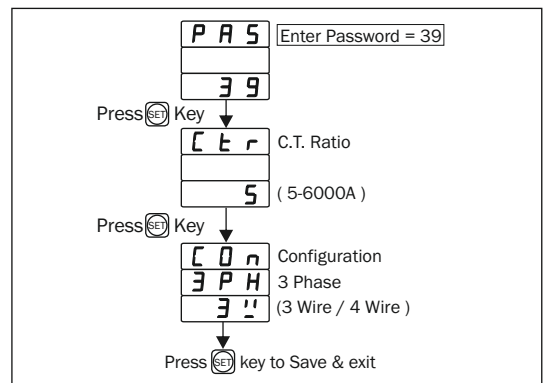 PAS Enter Password = 39
39
Press SET Key
Ctr C.T. Ratio
5 ( 5-6000A )
Press SET Key
COn Configuration
3PH 3 Phase
3 (3 Wire / 4 Wire )
Press SET key to Save & exit